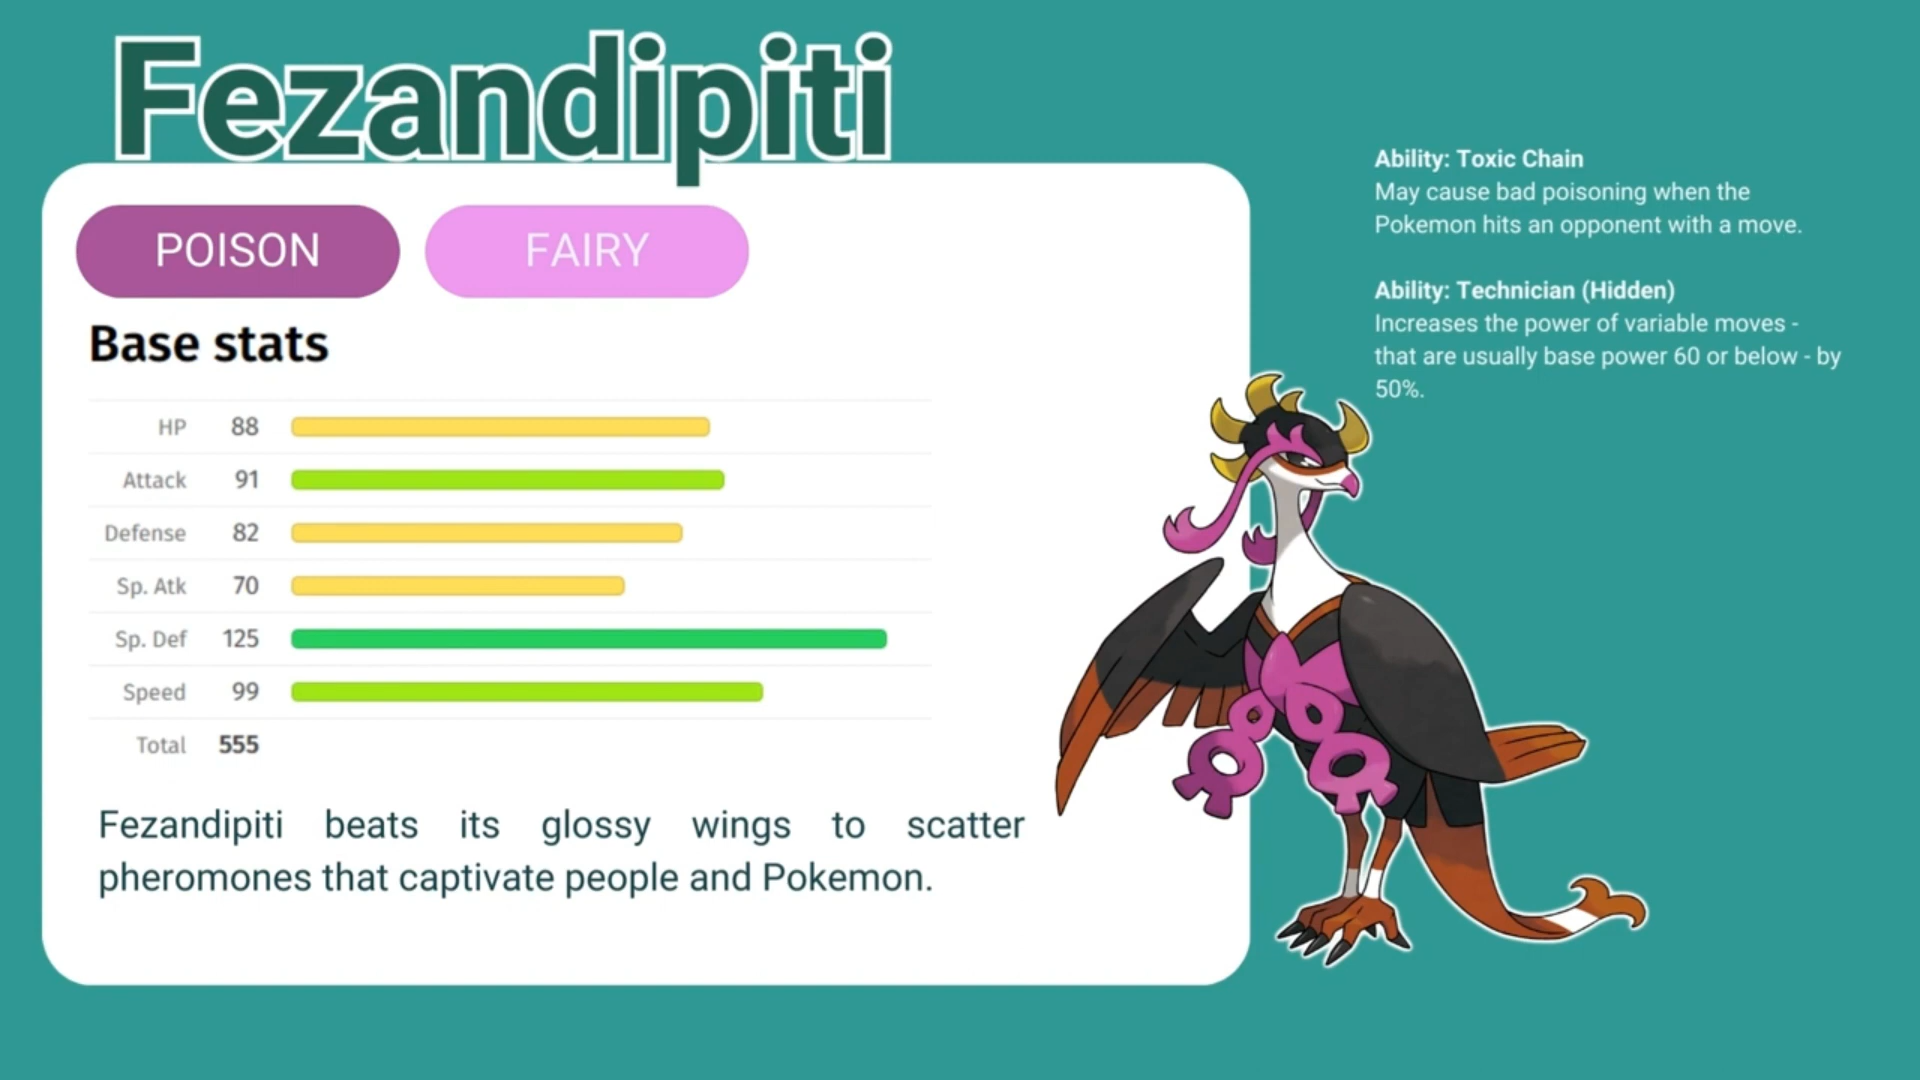 Fezandipiti
POISON FAIRY
Base stats
HP 88
Attack 91
Defense 82
Sp. Atk 70
Sp. Def 125
Speed 99
Total 555
Fezandipiti beats its glossy wings to scatter
pheromones that captivate people and Pokemon.
Ability: Toxic Chain
May cause bad poisoning when the
Pokemon hits an opponent with a move.
Ability: Technician (Hidden)
Increases the power of variable moves -
that are usually base power 60 or below - by
50%.